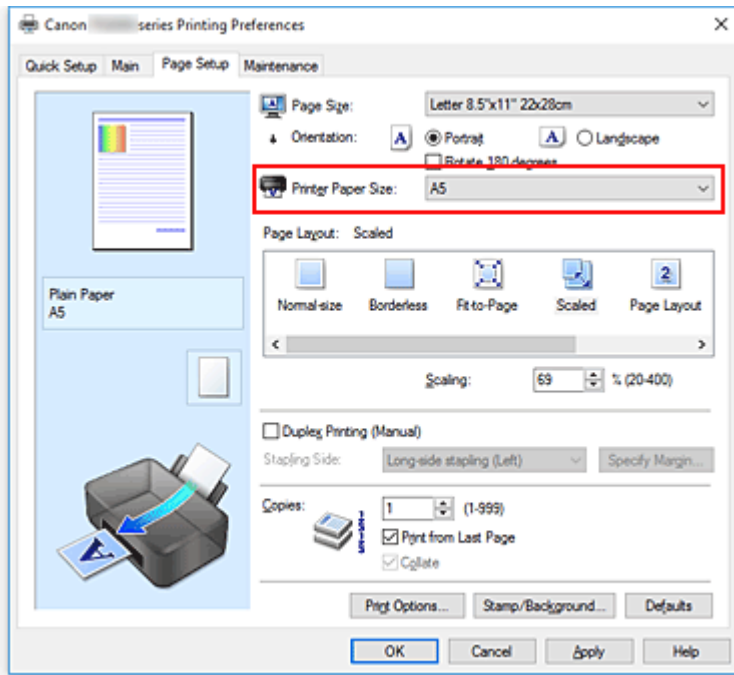 Canon series Printing Preferences
Quick Setup Main Page Setup Maintenance
Page Size: Letter 8.5"x11" 22x28cm
Orientation: A Portrait A Landscape
Rotate 180 degrees
Printer Paper Size: A5
Page Layout: Scaled
Normal-size Borderless Fit-to-Page Scaled Page Layout
Plain Paper
A5
Scaling: 69 % (20-400)
Duplex Printing (Manual)
Stapling Side: Long-side stapling (Left) Specify Margin...
Copies: 1 (1-999)
Print from Last Page
Collate
Print Options... Stamp/Background... Defaults
OK Cancel Apply Help